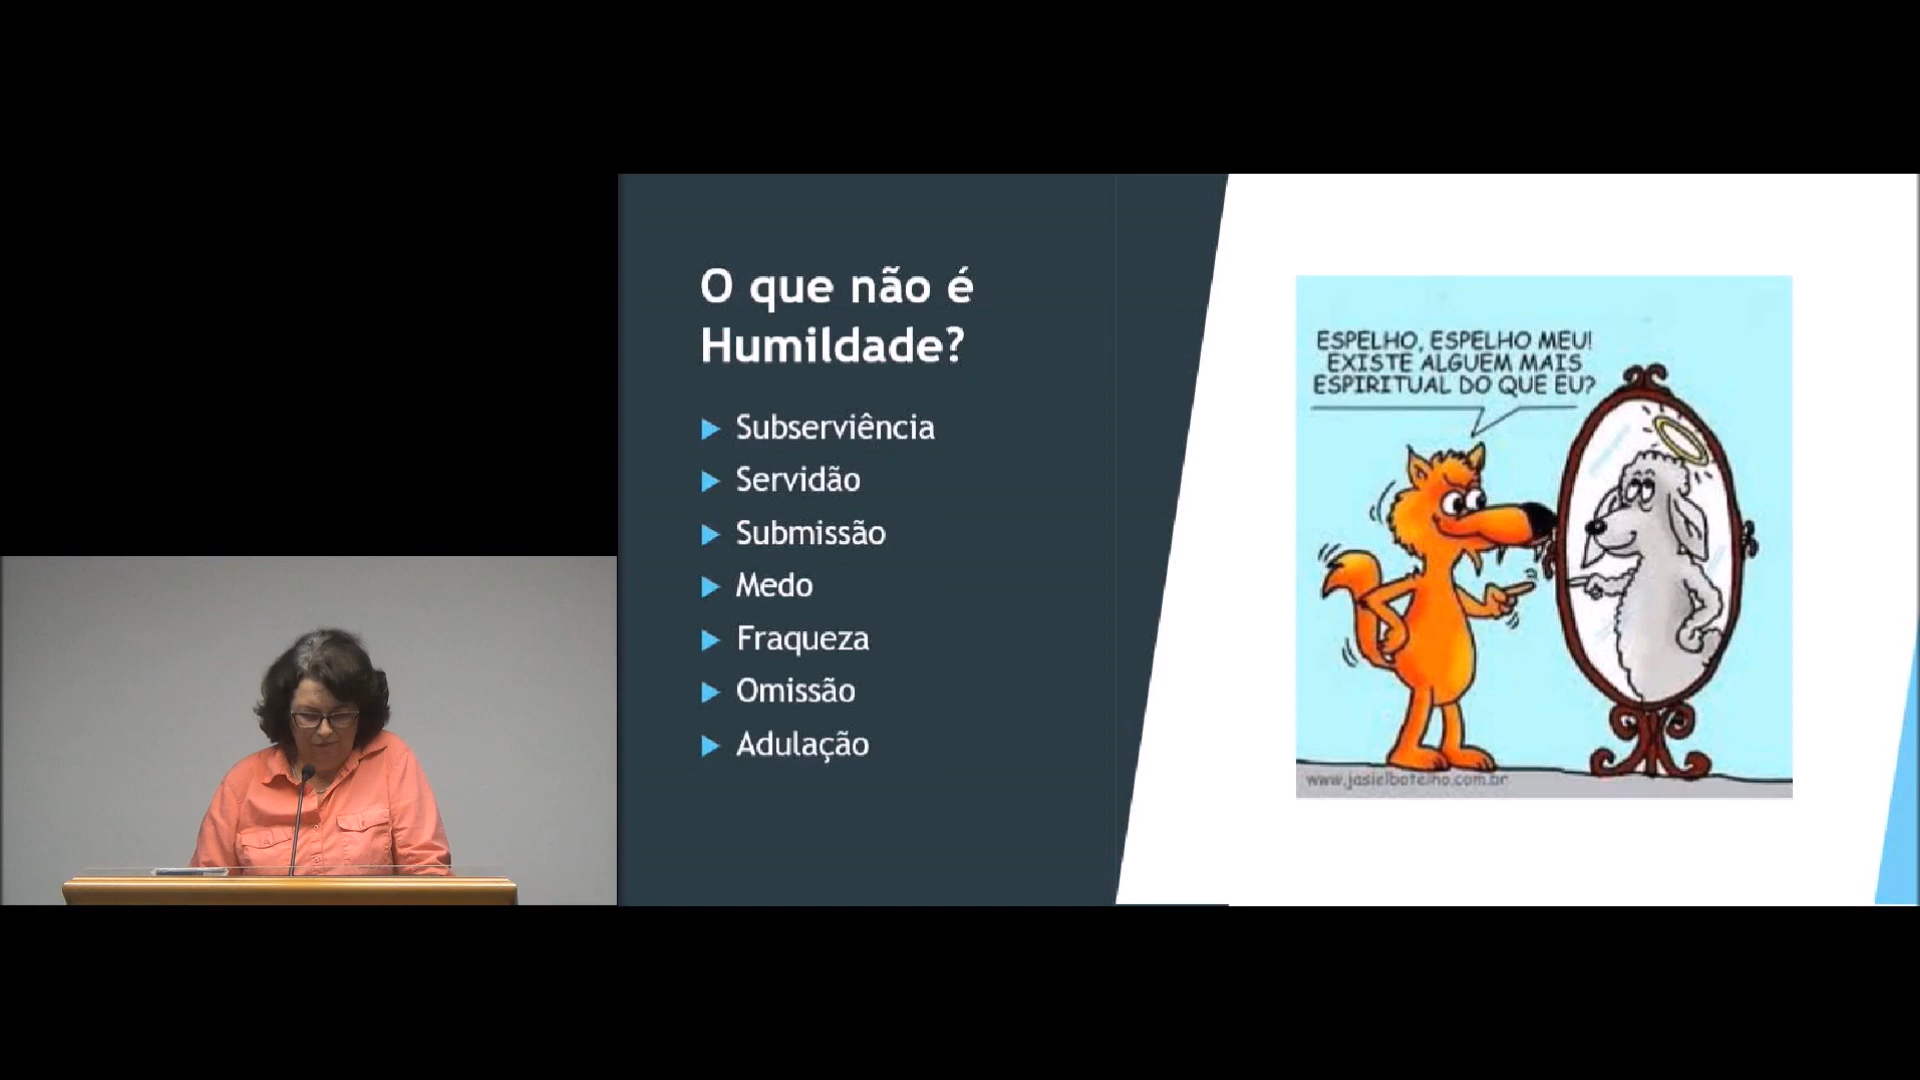 O que não é
Humildade?
Subserviência
Servidão
Submissão
Medo
Fraqueza
Omissão
Adulação
ESPELHO, ESPELHO MEU!
EXISTE ALGUEM MAIS
ESPIRITUAL DO QUE EU?
www.jasielbotelho.com.br